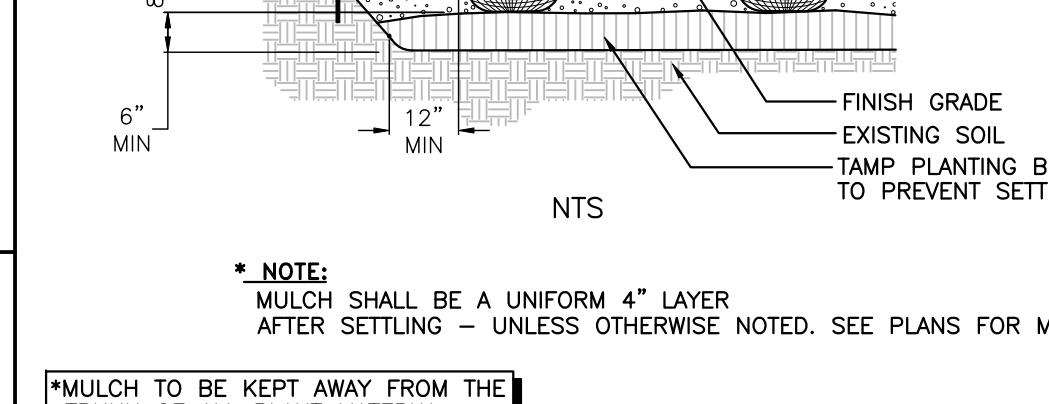 6"
MIN
12"
MIN
FINISH GRADE
EXISTING SOIL
TAMP PLANTING
TO PREVENT
NTS
* NOTE:
MULCH SHALL BE A UNIFORM 4" LAYER
AFTER SETTLING – UNLESS OTHERWISE NOTED. SEE PLANS FOR
*MULCH TO BE KEPT AWAY FROM THE